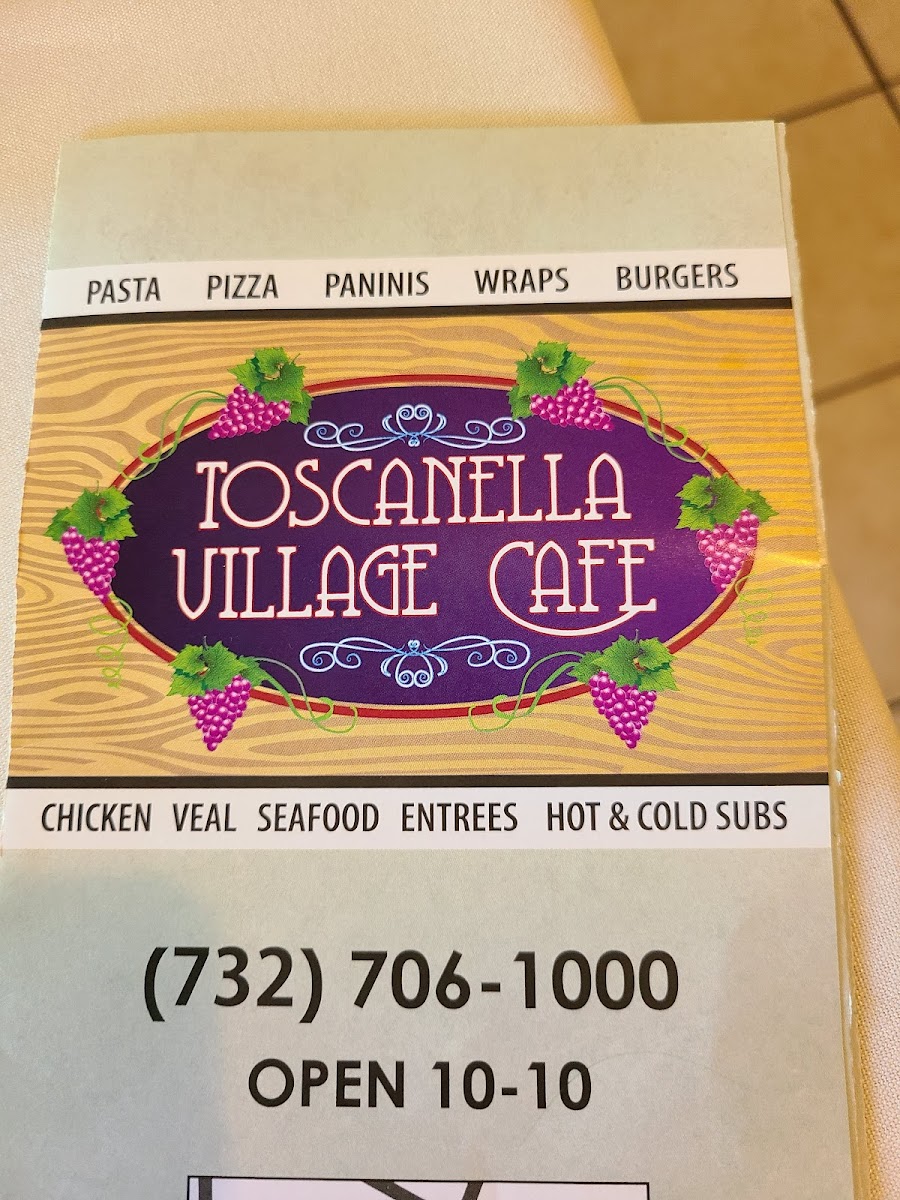 PASTA PIZZA PANINIS WRAPS BURGERS
TOSCANELLA
VILLAGE CAFE
CHICKEN VEAL SEAFOOD ENTREES HOT & COLD SUBS
(732) 706-1000
OPEN 10-10